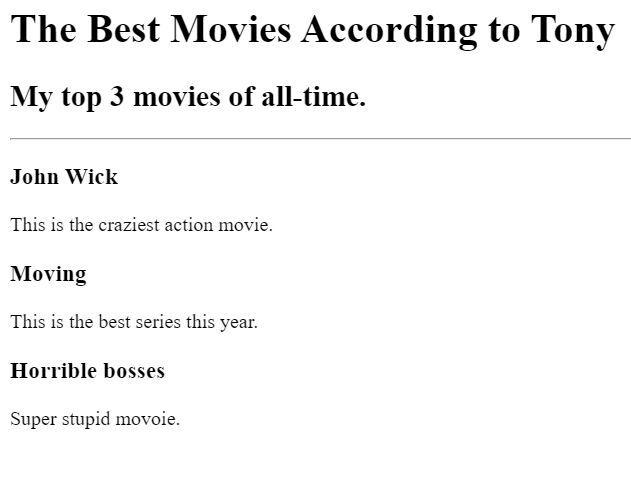 The Best Movies According to Tony
My top 3 movies of all-time.
John Wick
This is the craziest action movie.
Moving
This is the best series this year.
Horrible bosses
Super stupid movoie.